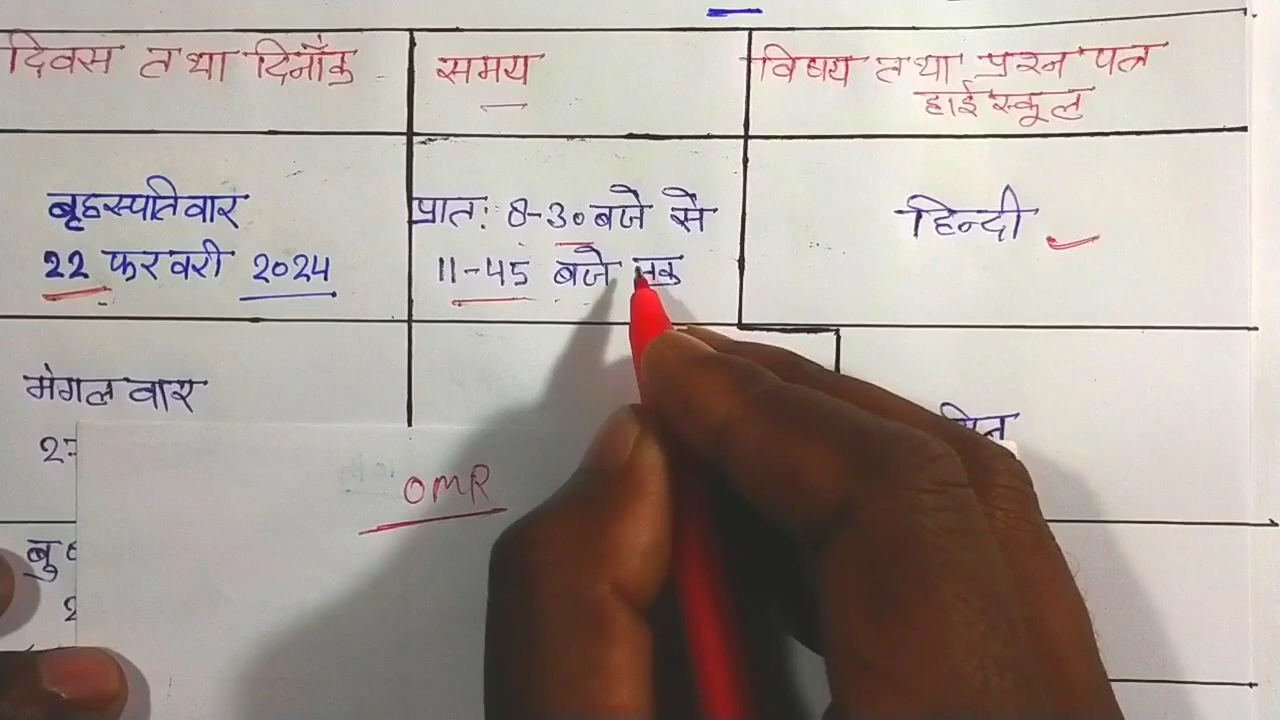 दिवस तथा दिनाँक
समय
विषय तथा प्रश्न पत्र
हाईस्कूल
बृहस्पतिवार
22 फरवरी 2024
प्रातः 8-30 बजे से
11-45 बजे तक
हिन्दी
मंगलवार
OMR